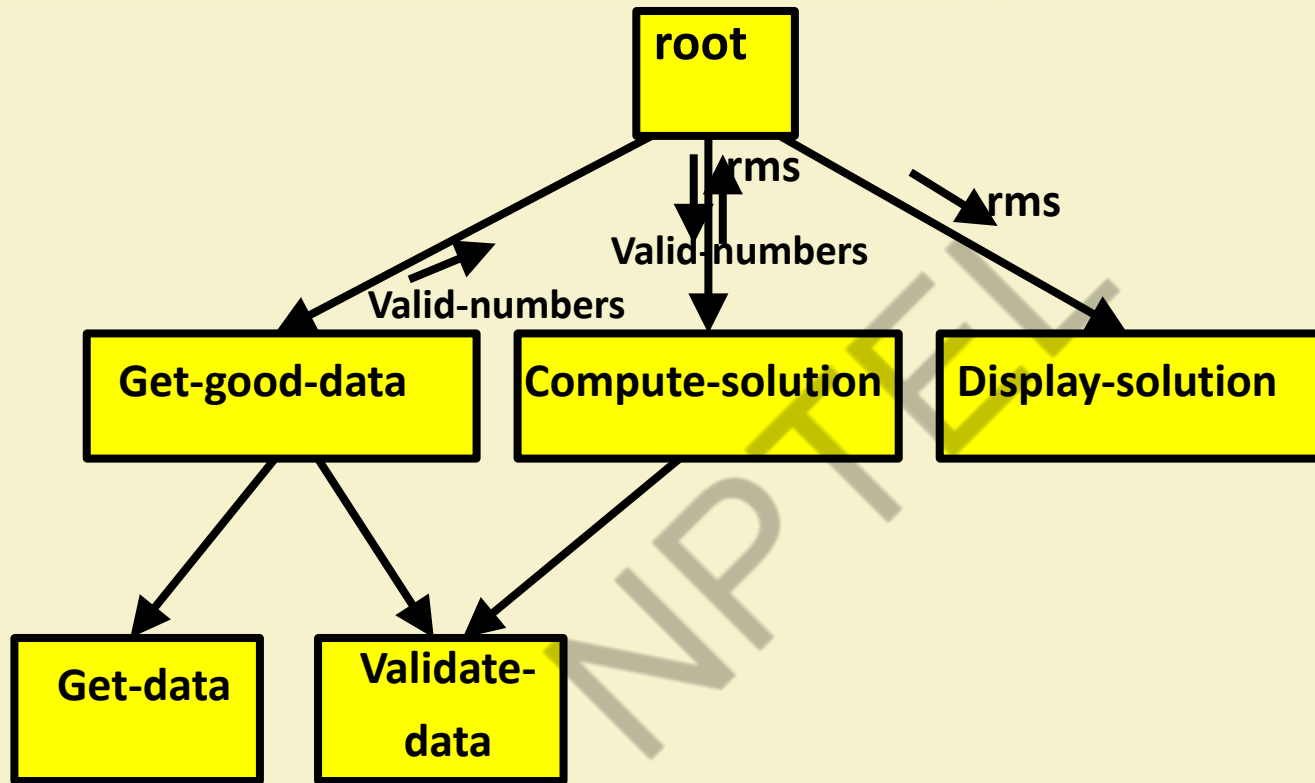 root
rms
rms
Valid-numbers
Valid-numbers
Get-good-data
Compute-solution
Display-solution
Get-data
Validate-
data
NPTEL